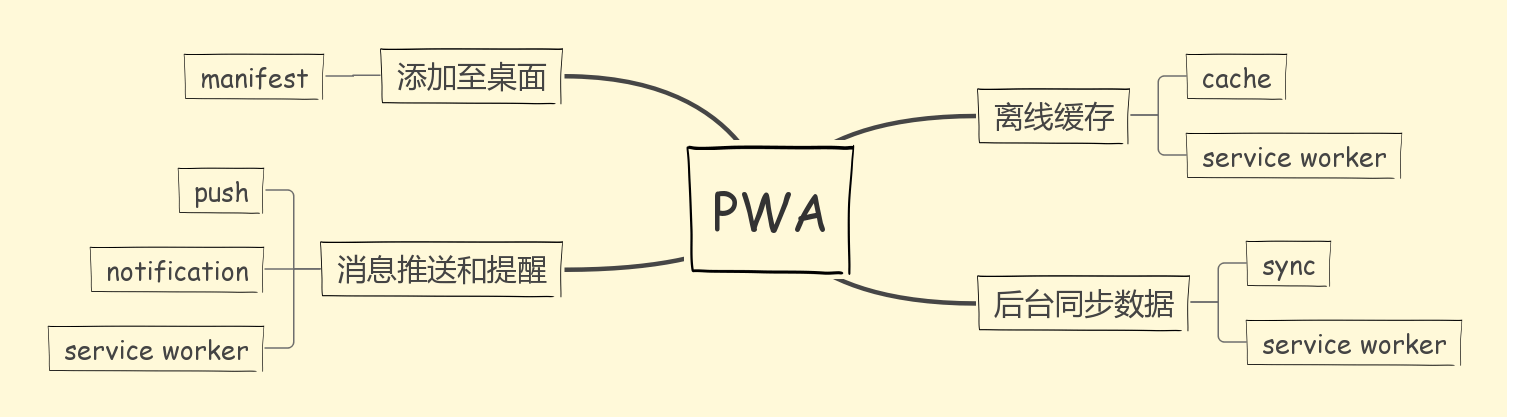 PWA
添加至桌面
manifest
消息推送和提醒
push
notification
service worker
离线缓存
cache
service worker
后台同步数据
sync
service worker